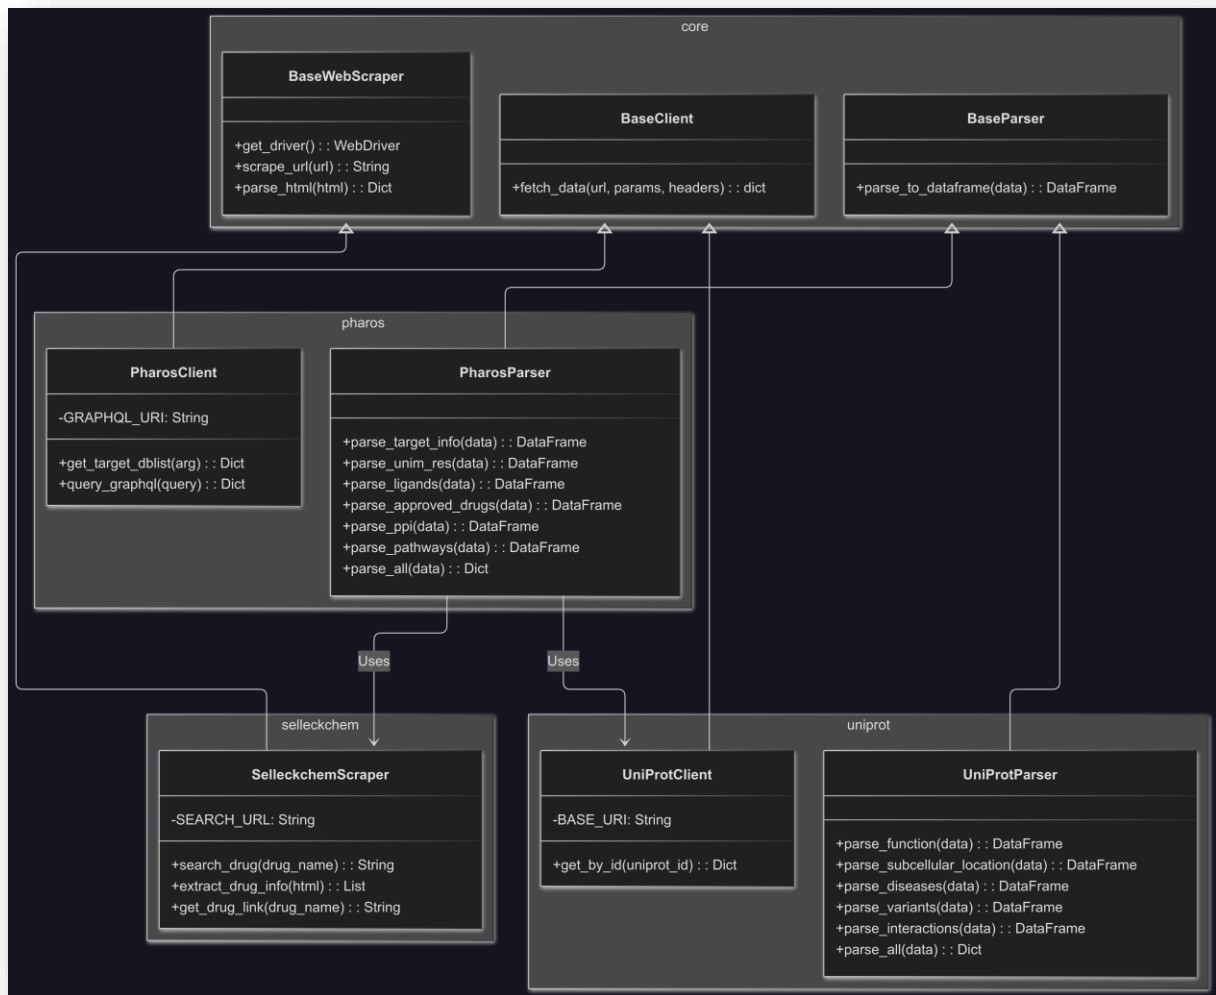 core
BaseWebScraper
+get_driver() : : WebDriver
+scrape_url(url) : : String
+parse_html(html) : : Dict
BaseClient
+fetch_data(url, params, headers) : : dict
BaseParser
+parse_to_dataframe(data) : : DataFrame
pharos
PharosClient
-GRAPHQL_URI: String
+get_target_dblist(arg) : : Dict
+query_graphql(query) : : Dict
PharosParser
+parse_target_info(data) : : DataFrame
+parse_unim_res(data) : : DataFrame
+parse_ligands(data) : : DataFrame
+parse_approved_drugs(data) : : DataFrame
+parse_ppi(data) : : DataFrame
+parse_pathways(data) : : DataFrame
+parse_all(data) : : Dict
Uses
Uses
selleckchem
SelleckchemScraper
-SEARCH_URL: String
+search_drug(drug_name) : : String
+extract_drug_info(html) : : List
+get_drug_link(drug_name) : : String
uniprot
UniProtClient
-BASE_URI: String
+get_by_id(uniprot_id) : : Dict
UniProtParser
+parse_function(data) : : DataFrame
+parse_subcellular_location(data) : : DataFrame
+parse_diseases(data) : : DataFrame
+parse_variants(data) : : DataFrame
+parse_interactions(data) : : DataFrame
+parse_all(data) : : Dict